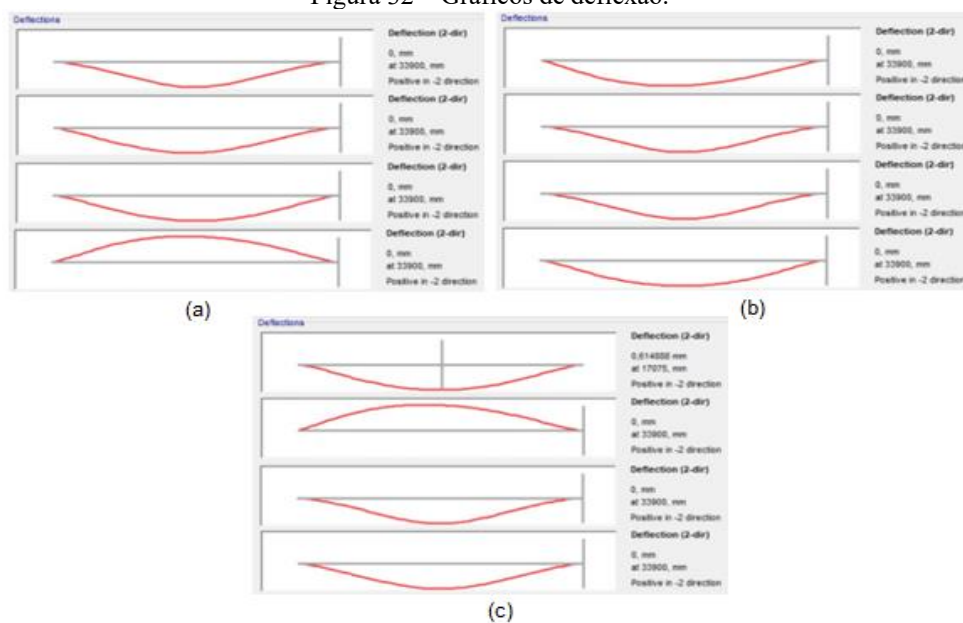 Figura 32 – Gráficos de deflexão.
Deflections
Deflection (2-dir)
0, mm
at 33900, mm
Positive in -2 direction
Deflection (2-dir)
0, mm
at 33900, mm
Positive in -2 direction
Deflection (2-dir)
0, mm
at 33900, mm
Positive in -2 direction
Deflection (2-dir)
0, mm
at 33900, mm
Positive in -2 direction
(a)
Deflections
Deflection (2-dir)
0, mm
at 33900, mm
Positive in -2 direction
Deflection (2-dir)
0, mm
at 33900, mm
Positive in -2 direction
Deflection (2-dir)
0, mm
at 33900, mm
Positive in -2 direction
Deflection (2-dir)
0, mm
at 33900, mm
Positive in -2 direction
(b)
Deflections
Deflection (2-dir)
mm
at 17075, mm
Positive in -2 direction
Deflection (2-dir)
0, mm
at 33900, mm
Positive in -2 direction
Deflection (2-dir)
0, mm
at 33900, mm
Positive in -2 direction
Deflection (2-dir)
0, mm
at 33900, mm
Positive in -2 direction
(c)